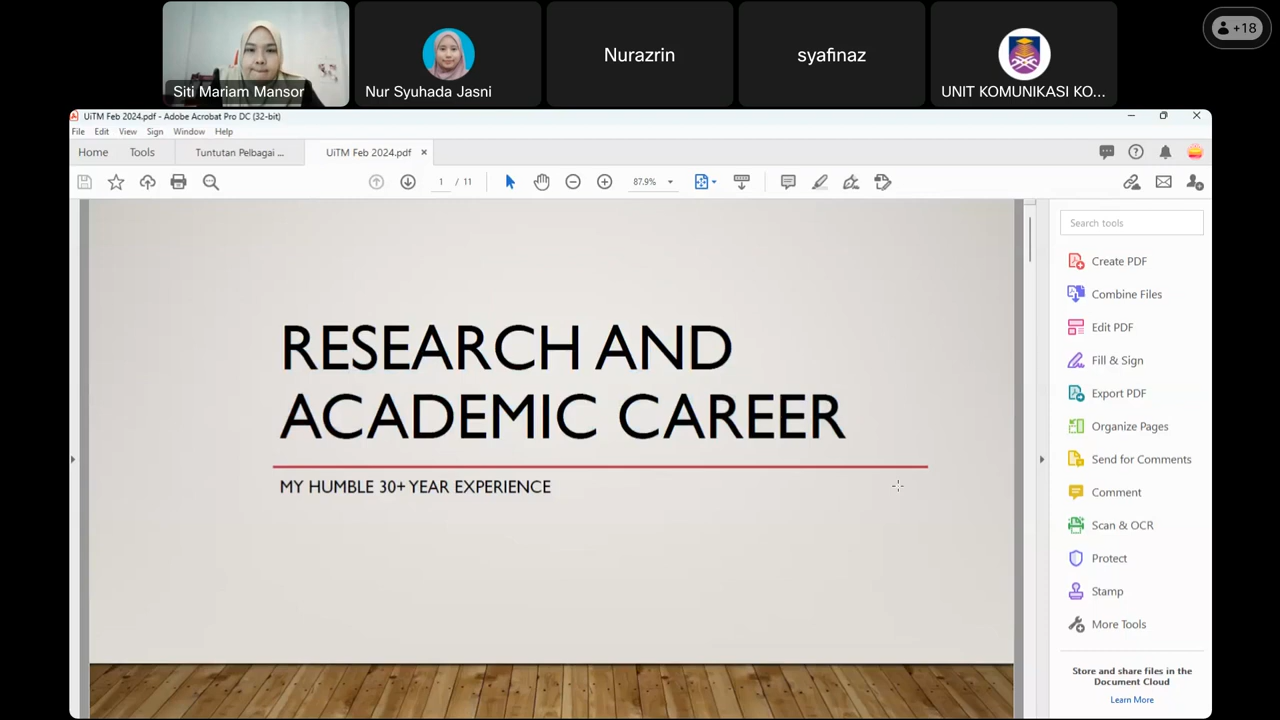 Siti Mariam Mansor
Nur Syuhada Jasni
Nurazrin
syafinaz
UNIT KOMUNIKASI KO...
+18
UiTM Feb 2024.pdf - Adobe Acrobat Pro DC (32-bit)
File Edit View Sign Window Help
Home Tools Tuntutan Pelbagai ... UiTM Feb 2024.pdf
1 / 11 87.9%
RESEARCH AND
ACADEMIC CAREER
MY HUMBLE 30+ YEAR EXPERIENCE
Search tools
Create PDF
Combine Files
Edit PDF
Fill & Sign
Export PDF
Organize Pages
Send for Comments
Comment
Scan & OCR
Protect
Stamp
More Tools
Store and share files in the
Document Cloud
Learn More